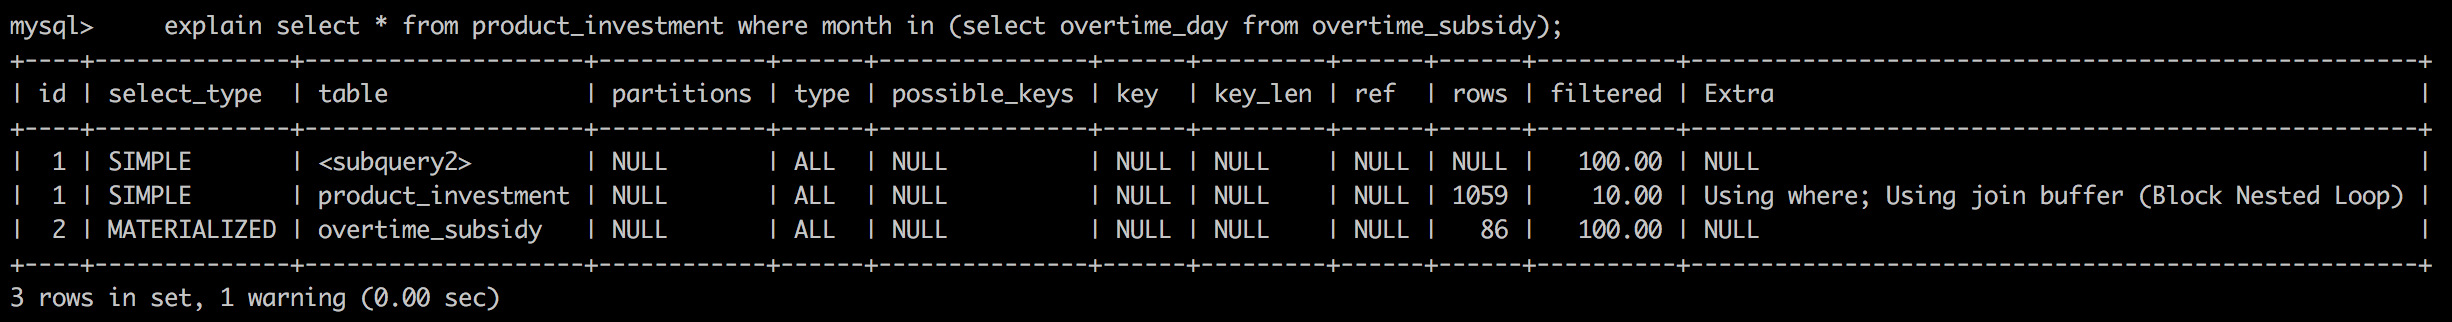 mysql>     explain select * from product_investment where month in (select overtime_day from overtime_subsidy);
+----+--------------+--------------------+------------+------+---------------+------+---------+------+------+----------+----------------------------------------------------+
| id | select_type  | table              | partitions | type | possible_keys | key  | key_len | ref  | rows | filtered | Extra                                              |
+----+--------------+--------------------+------------+------+---------------+------+---------+------+------+----------+----------------------------------------------------+
|  1 | SIMPLE       | <subquery2>        | NULL       | ALL  | NULL          | NULL | NULL    | NULL | NULL |   100.00 | NULL                                               |
|  1 | SIMPLE       | product_investment | NULL       | ALL  | NULL          | NULL | NULL    | NULL | 1059 |    10.00 | Using where; Using join buffer (Block Nested Loop) |
|  2 | MATERIALIZED | overtime_subsidy   | NULL       | ALL  | NULL          | NULL | NULL    | NULL |   86 |   100.00 | NULL                                               |
+----+--------------+--------------------+------------+------+---------------+------+---------+------+------+----------+----------------------------------------------------+
3 rows in set, 1 warning (0.00 sec)